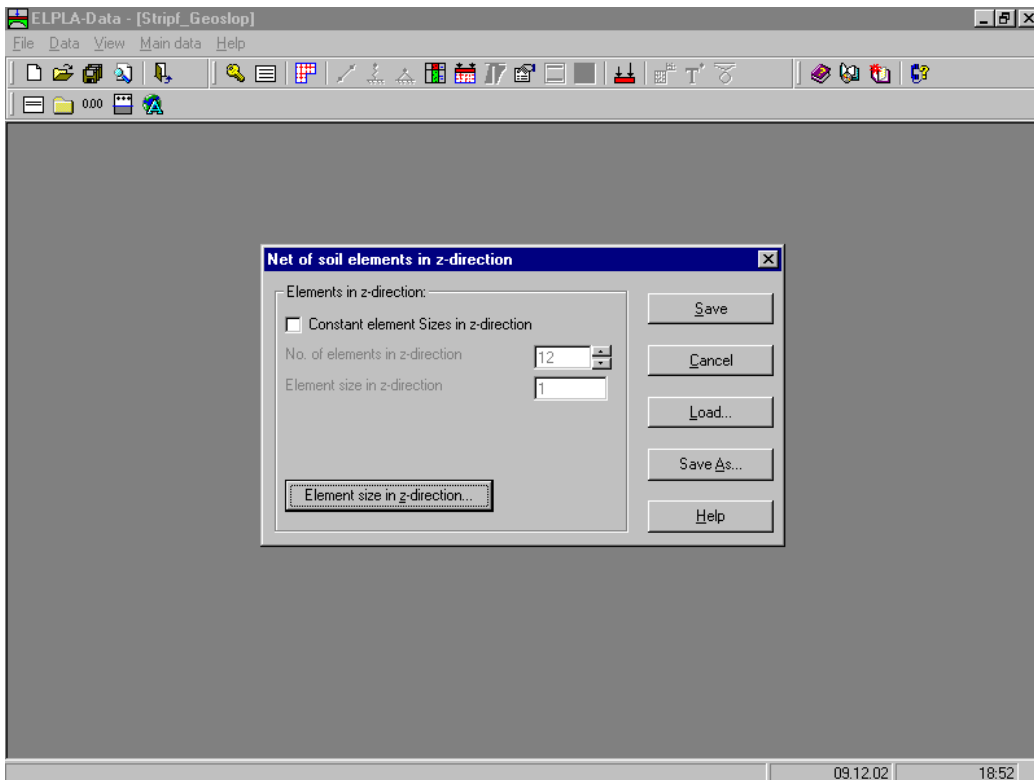 ELPLA-Data - [Stripf_Geoslop]
File Data View Main data Help
0.00
Net of soil elements in z-direction
Elements in z-direction:
Save
Constant element Sizes in z-direction
No. of elements in z-direction 12
Cancel
Element size in z-direction 1
Load...
Save As...
Element size in z-direction...
Help
09.12.02 18:52